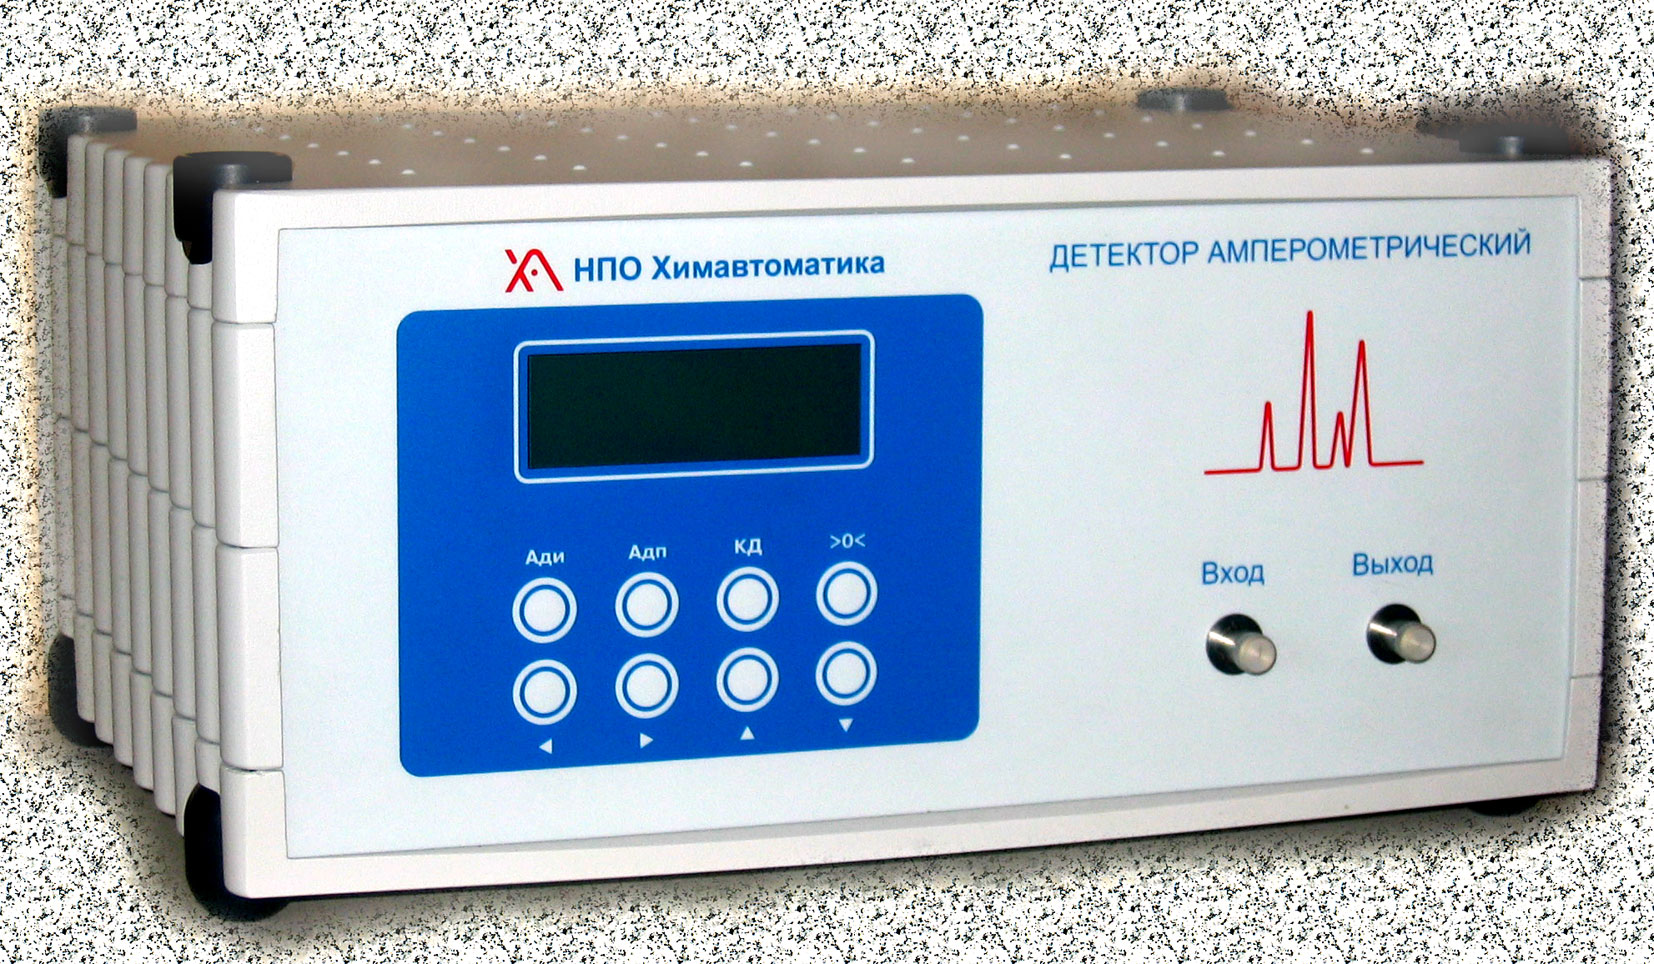 НПО Химавтоматика
ДЕТЕКТОР АМПЕРОМЕТРИЧЕСКИЙ
Ади Адп КД >0<
Вход Выход